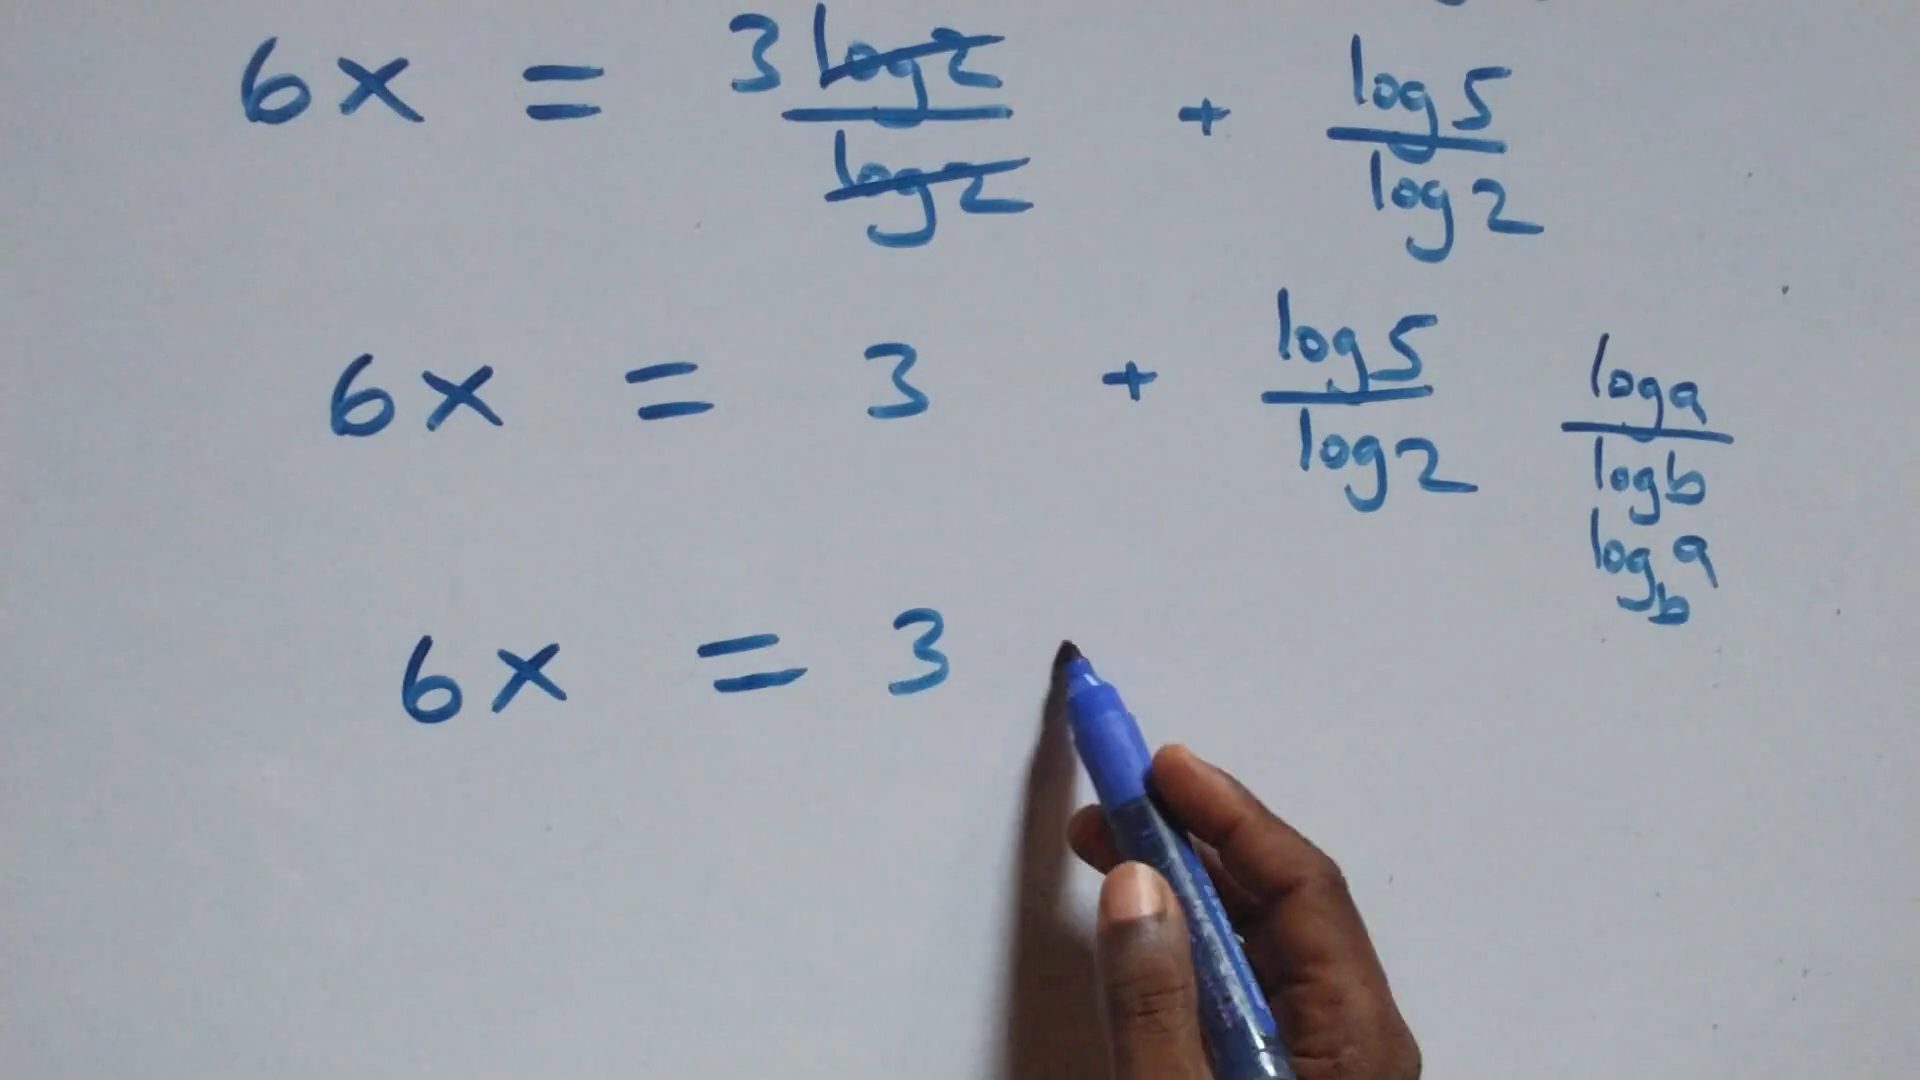 6x = 3log2/log2 + log5/log2
6x = 3 + log5/log2
loga/logb
log_b a
6x = 3